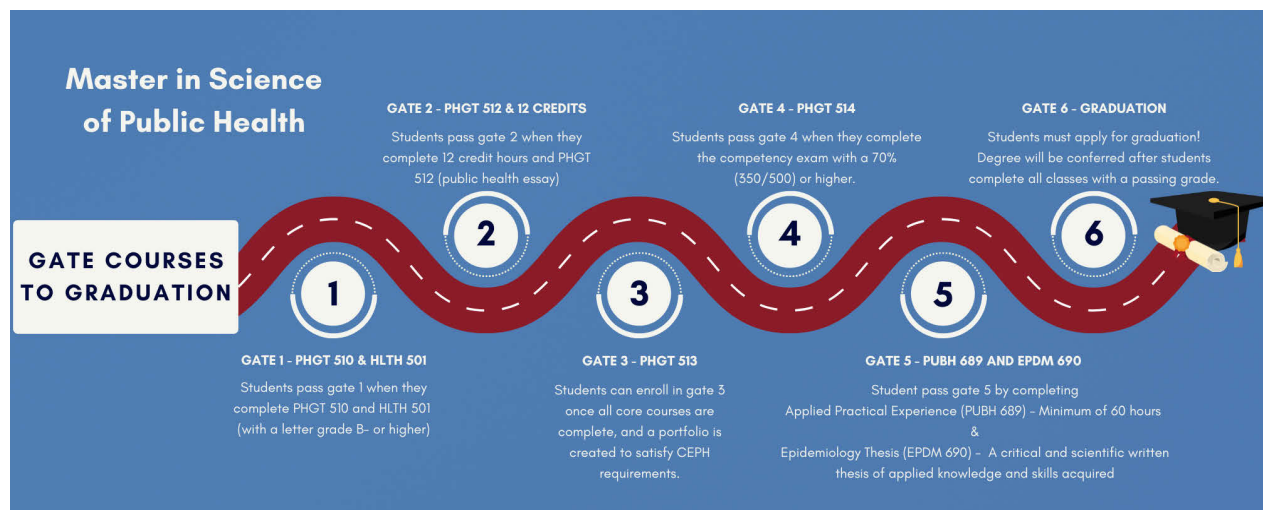 Master in Science
of Public Health
GATE COURSES
TO GRADUATION
1
GATE 1 - PHGT 510 & HLTH 501
Students pass gate 1 when they
complete PHGT 510 and HLTH 501
(with a letter grade B- or higher)
GATE 2 - PHGT 512 & 12 CREDITS
Students pass gate 2 when they
complete 12 credit hours and PHGT
512 (public health essay)
2
3
GATE 3 - PHGT 513
Students can enroll in gate 3
once all core courses are
complete, and a portfolio is
created to satisfy CEPH
requirements.
GATE 4 - PHGT 514
Students pass gate 4 when they complete
the competency exam with a 70%
(350/500) or higher.
4
5
GATE 5 - PUBH 689 AND EPDM 690
Student pass gate 5 by completing
Applied Practical Experience (PUBH 689) - Minimum of 60 hours
&
Epidemiology Thesis (EPDM 690) - A critical and scientific written
thesis of applied knowledge and skills acquired
GATE 6 - GRADUATION
Students must apply for graduation!
Degree will be conferred after students
complete all classes with a passing grade.
6